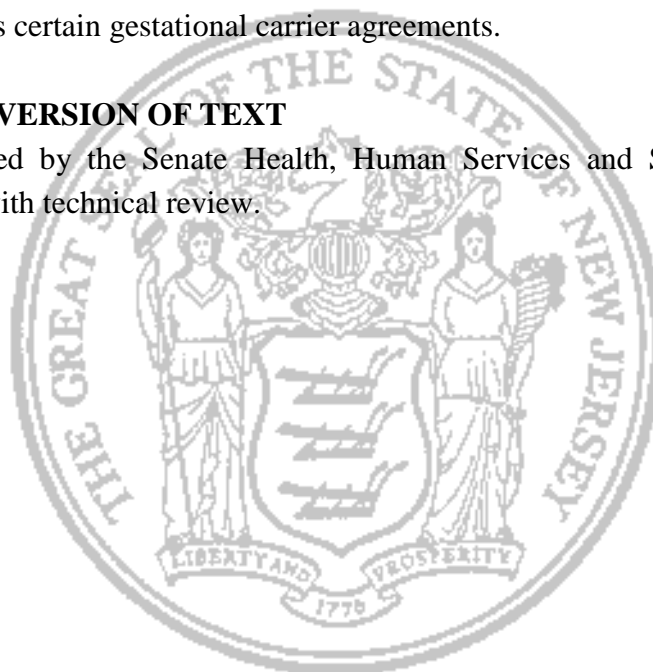 s certain gestational carrier agreements.
VERSION OF TEXT
ed by the Senate Health, Human Services and S
ith technical review.
THE GREAT SEAL OF THE STATE OF NEW JERSEY
LIBERTY AND PROSPERITY
1776